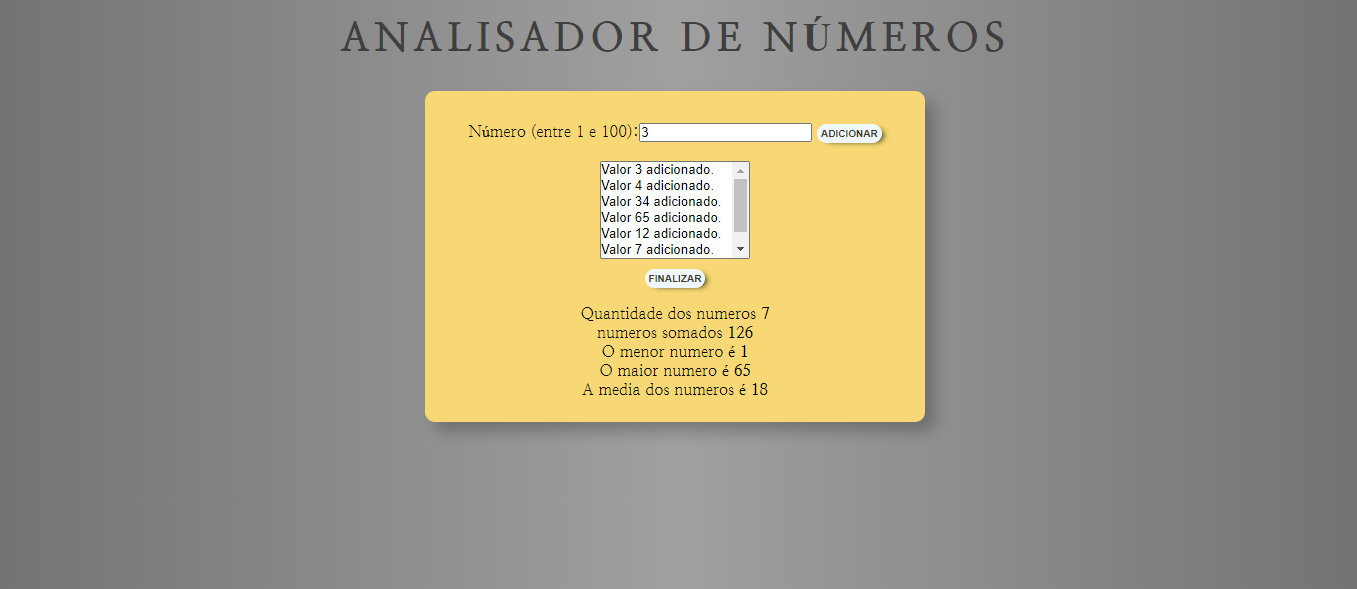 ANALISADOR DE NÚMEROS
Número (entre 1 e 100):3 ADICIONAR
Valor 3 adicionado.
Valor 4 adicionado.
Valor 34 adicionado.
Valor 65 adicionado.
Valor 12 adicionado.
Valor 7 adicionado.
FINALIZAR
Quantidade dos numeros 7
numeros somados 126
O menor numero é 1
O maior numero é 65
A media dos numeros é 18